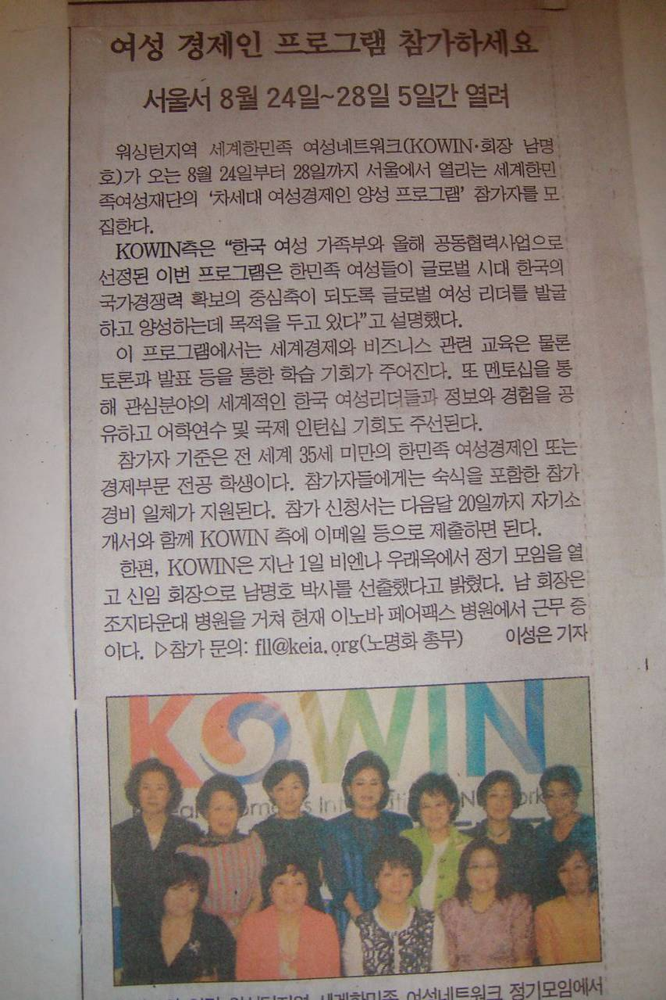 여성 경제인 프로그램 참가하세요
서울서 8월 24일~28일 5일간 열려
워싱턴지역 세계한민족 여성네트워크(KOWIN·회장 남명
호)가 오는 8월 24일부터 28일까지 서울에서 열리는 세계한민
족여성재단의 ‘차세대 여성경제인 양성 프로그램’ 참가자를 모
집한다.
KOWIN측은 “한국 여성 가족부와 올해 공동협력사업으로
선정된 이번 프로그램은 한민족 여성들이 글로벌 시대 한국의
국가경쟁력 확보의 중심축이 되도록 글로벌 여성 리더를 발굴
하고 양성하는데 목적을 두고 있다”고 설명했다.
이 프로그램에서는 세계경제와 비즈니스 관련 교육은 물론
토론과 발표 등을 통한 학습 기회가 주어진다. 또 멘토십을 통
해 관심분야의 세계적인 한국 여성리더들과 정보와 경험을 공
유하고 어학연수 및 국제 인턴십 기회도 주선된다.
참가자 기준은 전 세계 35세 미만의 한민족 여성경제인 또는
경제부문 전공 학생이다. 참가자들에게는 숙식을 포함한 참가
경비 일체가 지원된다. 참가 신청서는 다음달 20일까지 자기소
개서와 함께 KOWIN 측에 이메일 등으로 제출하면 된다.
한편, KOWIN은 지난 1일 비엔나 우래옥에서 정기 모임을 열
고 신임 회장으로 남명호 박사를 선출했다고 밝혔다. 남 회장은
조지타운대 병원을 거쳐 현재 이노바 페어팩스 병원에서 근무 중
이다. ▷참가 문의: fll@keia.org(노명화 총무) 이성은 기자
KOWIN
워싱턴지역 세계한민족 여성네트워크 정기모임에서